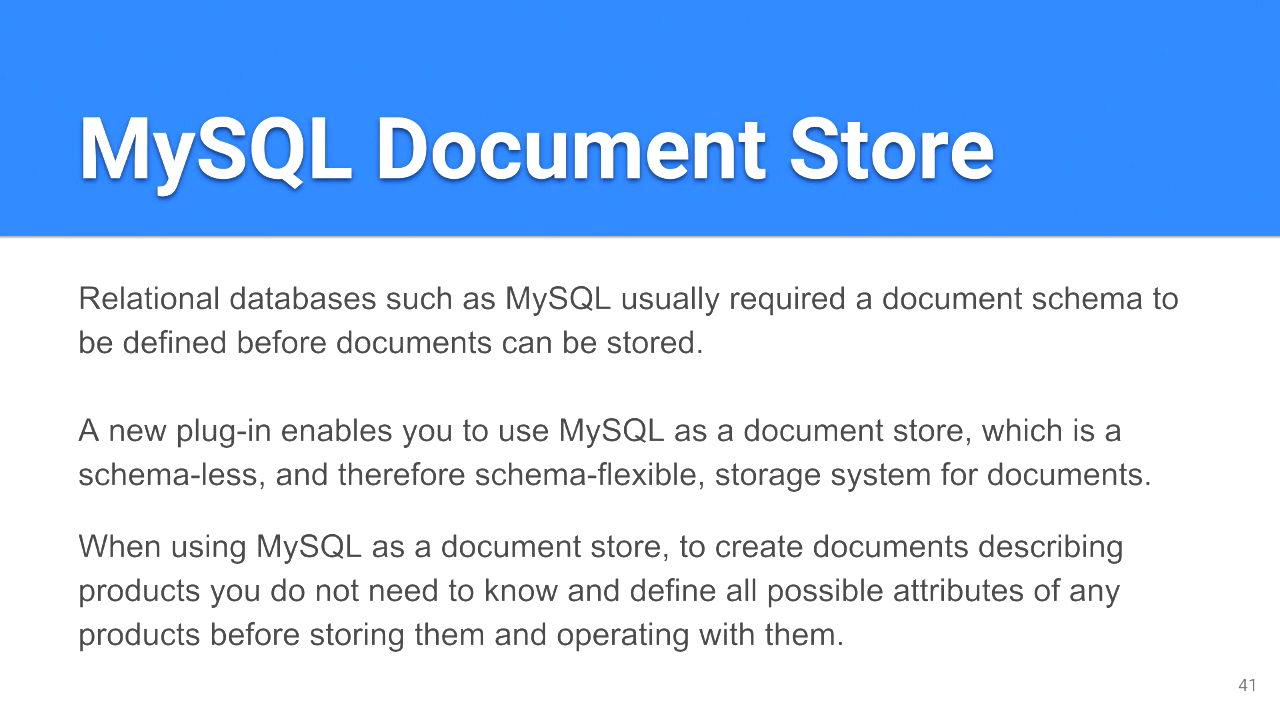 MySQL Document Store
Relational databases such as MySQL usually required a document schema to
be defined before documents can be stored.
A new plug-in enables you to use MySQL as a document store, which is a
schema-less, and therefore schema-flexible, storage system for documents.
When using MySQL as a document store, to create documents describing
products you do not need to know and define all possible attributes of any
products before storing them and operating with them.
41